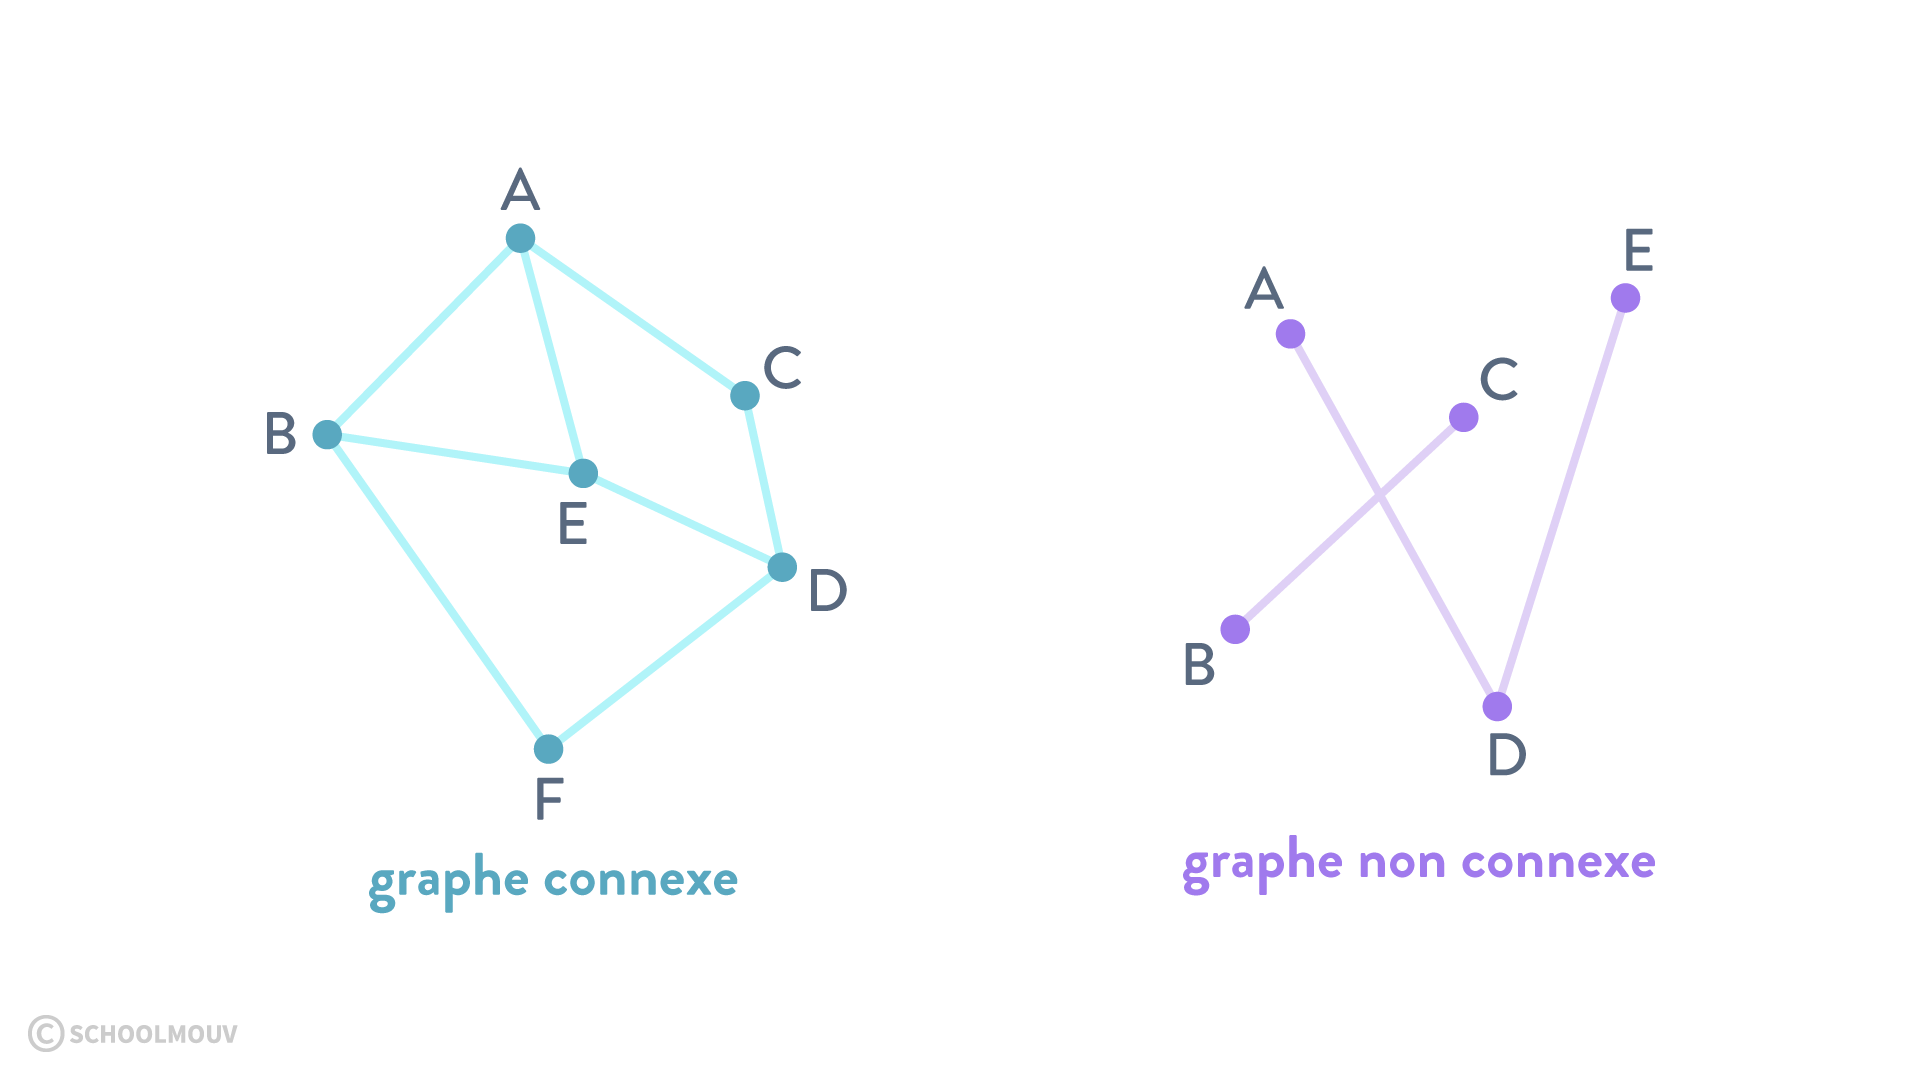 A
B
C
E
D
F
graphe connexe
A
E
C
B
D
graphe non connexe
© SCHOOLMOUV